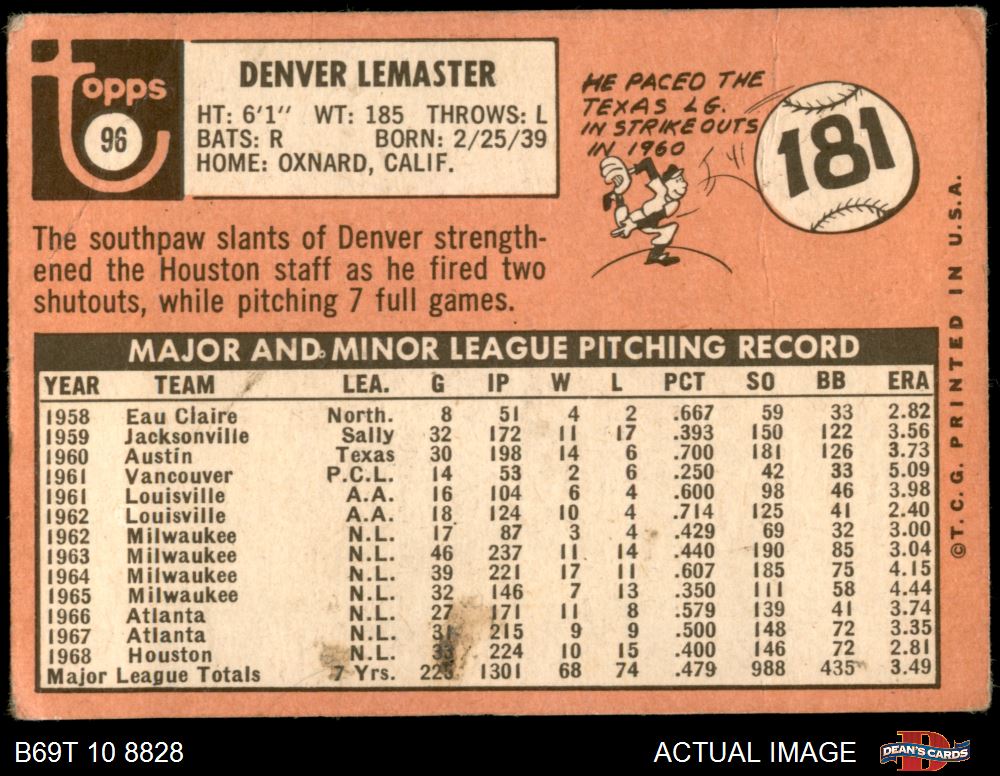 Topps
96
DENVER LEMASTER
HT: 6'1" WT: 185 THROWS: L
BATS: R BORN: 2/25/39
HOME: OXNARD, CALIF.
HE PACED THE
TEXAS LG.
IN STRIKEOUTS
IN 1960
181
The southpaw slants of Denver strength-
ened the Houston staff as he fired two
shutouts, while pitching 7 full games.
MAJOR AND MINOR LEAGUE PITCHING RECORD
YEAR TEAM LEA. G IP W L PCT SO BB ERA
1958 Eau Claire North. 8 51 4 2 .667 59 33 2.82
1959 Jacksonville Sally 32 172 11 17 .393 150 122 3.56
1960 Austin Texas 30 198 14 6 .700 181 126 3.73
1961 Vancouver P.C.L. 14 53 2 6 .250 42 33 5.09
1961 Louisville A.A. 16 104 6 4 .600 98 46 3.98
1962 Louisville A.A. 18 124 10 4 .714 125 41 2.40
1962 Milwaukee N.L. 17 87 3 4 .429 69 32 3.00
1963 Milwaukee N.L. 46 237 11 14 .440 190 85 3.04
1964 Milwaukee N.L. 39 221 17 11 .607 185 75 4.15
1965 Milwaukee N.L. 32 146 7 13 .350 111 58 4.44
1966 Atlanta N.L. 27 171 11 8 .579 139 41 3.74
1967 Atlanta N.L. 31 215 9 9 .500 148 72 3.35
1968 Houston N.L. 33 224 10 15 .400 146 72 2.81
Major League Totals 7 Yrs. 225 1301 68 74 .479 988 435 3.49
©T.C.G. PRINTED IN U.S.A.
B69T 10 8828
ACTUAL IMAGE
DEAN'S CARDS